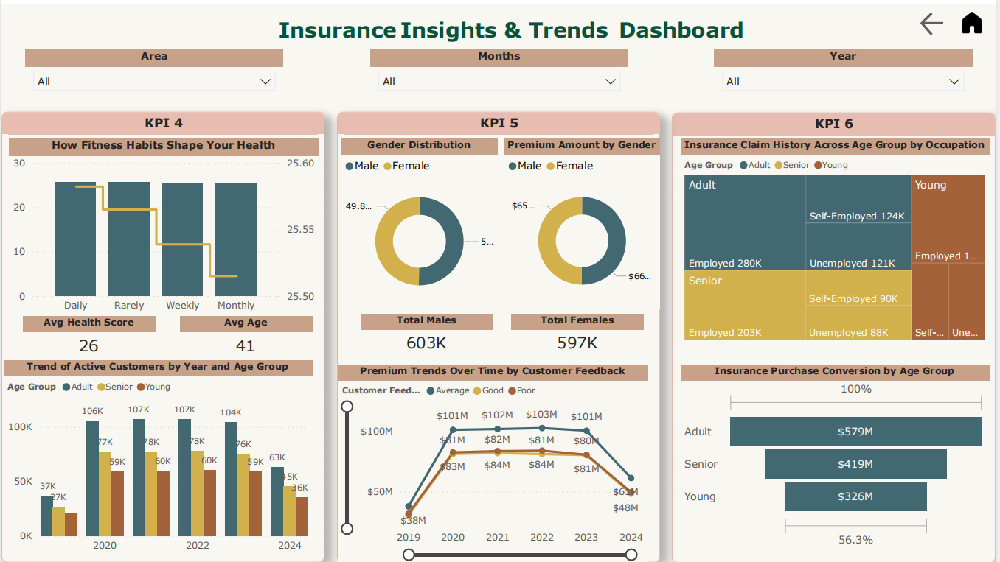 Insurance Insights & Trends Dashboard
Area
Months
Year
All
All
All
KPI 4
How Fitness Habits Shape Your Health
30
20
10
0
25.60
25.55
25.50
Daily
Rarely
Weekly
Monthly
Avg Health Score
Avg Age
26
41
Trend of Active Customers by Year and Age Group
Age Group
Adult
Senior
Young
100K
50K
0K
37K
27K
106K
77K
59K
107K
78K
60K
107K
78K
60K
104K
76K
59K
63K
45K
36K
2020
2022
2024
KPI 5
Gender Distribution
Premium Amount by Gender
Male
Female
Male
Female
49.8...
5...
$65...
$66...
Total Males
Total Females
603K
597K
Premium Trends Over Time by Customer Feedback
Customer Feed...
Average
Good
Poor
$100M
$50M
$101M
$102M
$103M
$101M
$81M
$82M
$81M
$80M
$83M
$84M
$84M
$81M
$61M
$48M
$38M
2019
2020
2021
2022
2023
2024
KPI 6
Insurance Claim History Across Age Group by Occupation
Age Group
Adult
Senior
Young
Adult
Employed 280K
Self-Employed 124K
Unemployed 121K
Senior
Employed 203K
Self-Employed 90K
Unemployed 88K
Young
Employed 1...
Self-...
Une...
Insurance Purchase Conversion by Age Group
100%
Adult
$579M
Senior
$419M
Young
$326M
56.3%